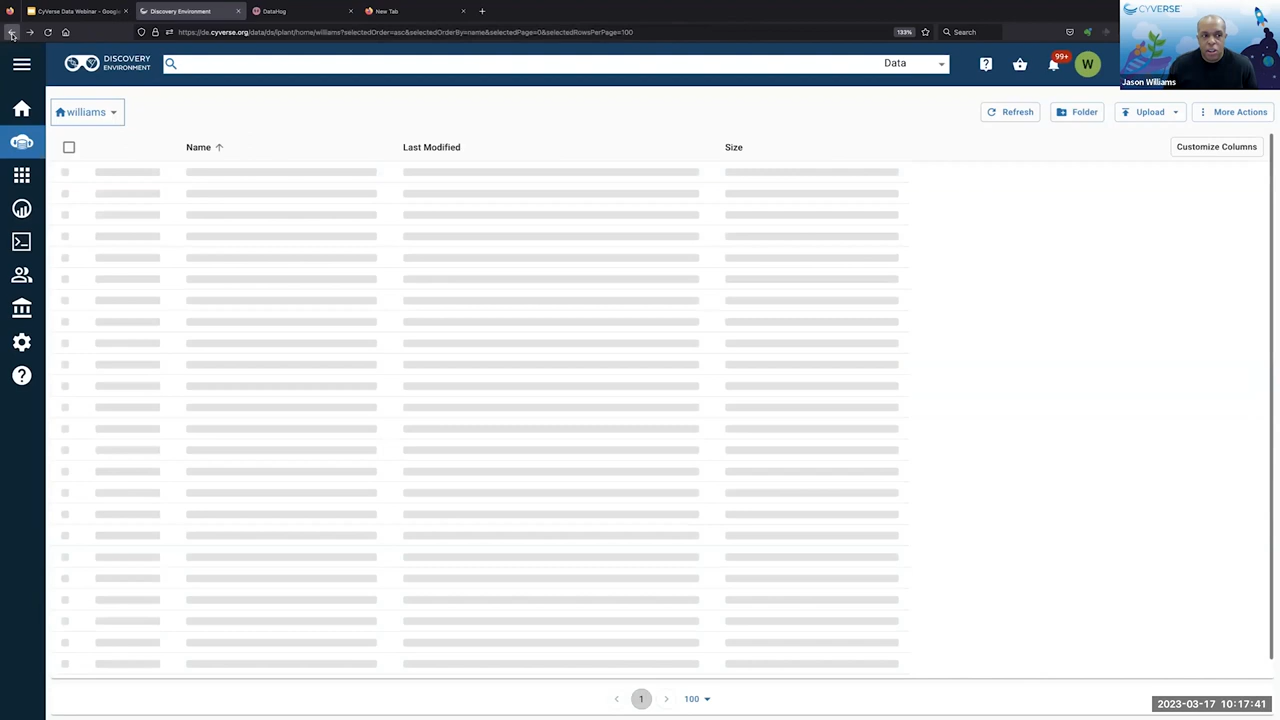 CyVerse Data Webinar - Google
Discovery Environment
DataHog
New Tab
https://de.cyverse.org/data/ds/iplant/home/williams?selectedOrder=asc&selectedOrderBy=name&selectedPage=0&selectedRowsPerPage=100
133%
Search
CYVERSE
Jason Williams
DISCOVERY
ENVIRONMENT
Data
99+
W
williams
Refresh
Folder
Upload
More Actions
Name
Last Modified
Size
Customize Columns
1
100
2023-03-17 10:17:41